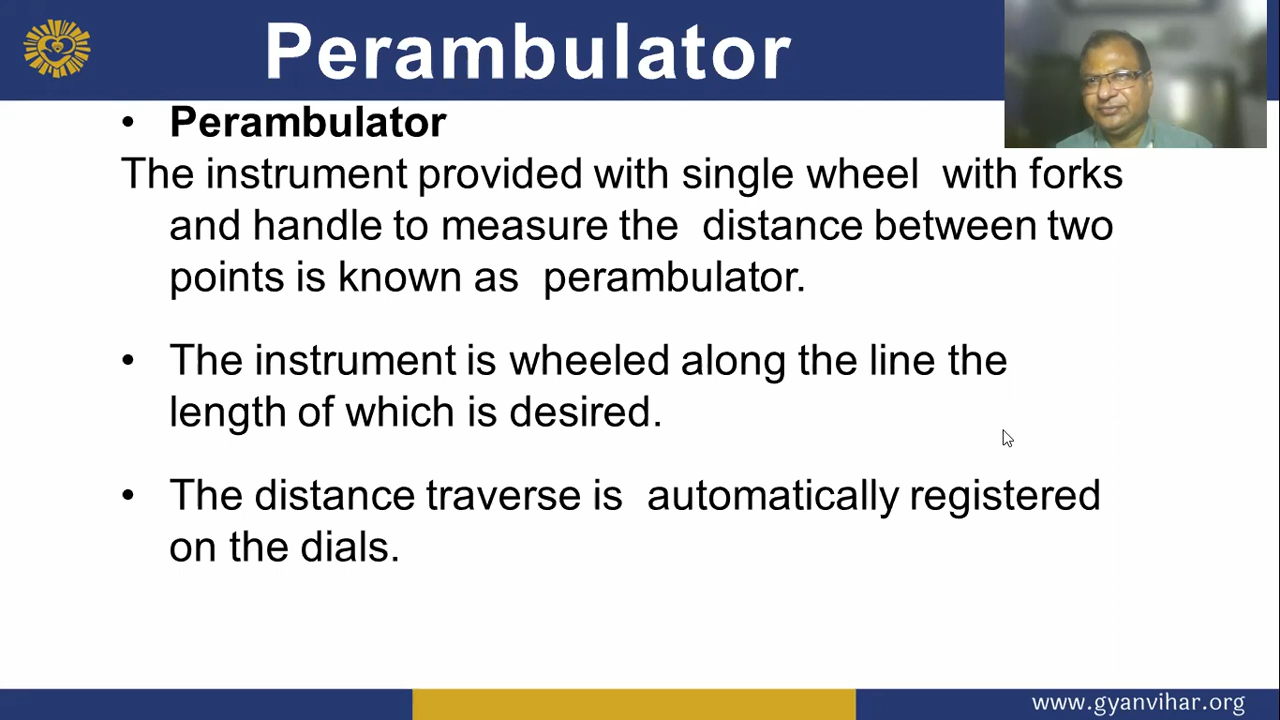 Perambulator
• Perambulator
The instrument provided with single wheel with forks
and handle to measure the distance between two
points is known as perambulator.
• The instrument is wheeled along the line the
length of which is desired.
• The distance traverse is automatically registered
on the dials.
www.gyanvihar.org